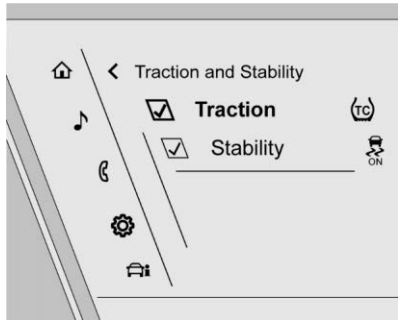 Traction and Stability
Traction TC
Stability
ON